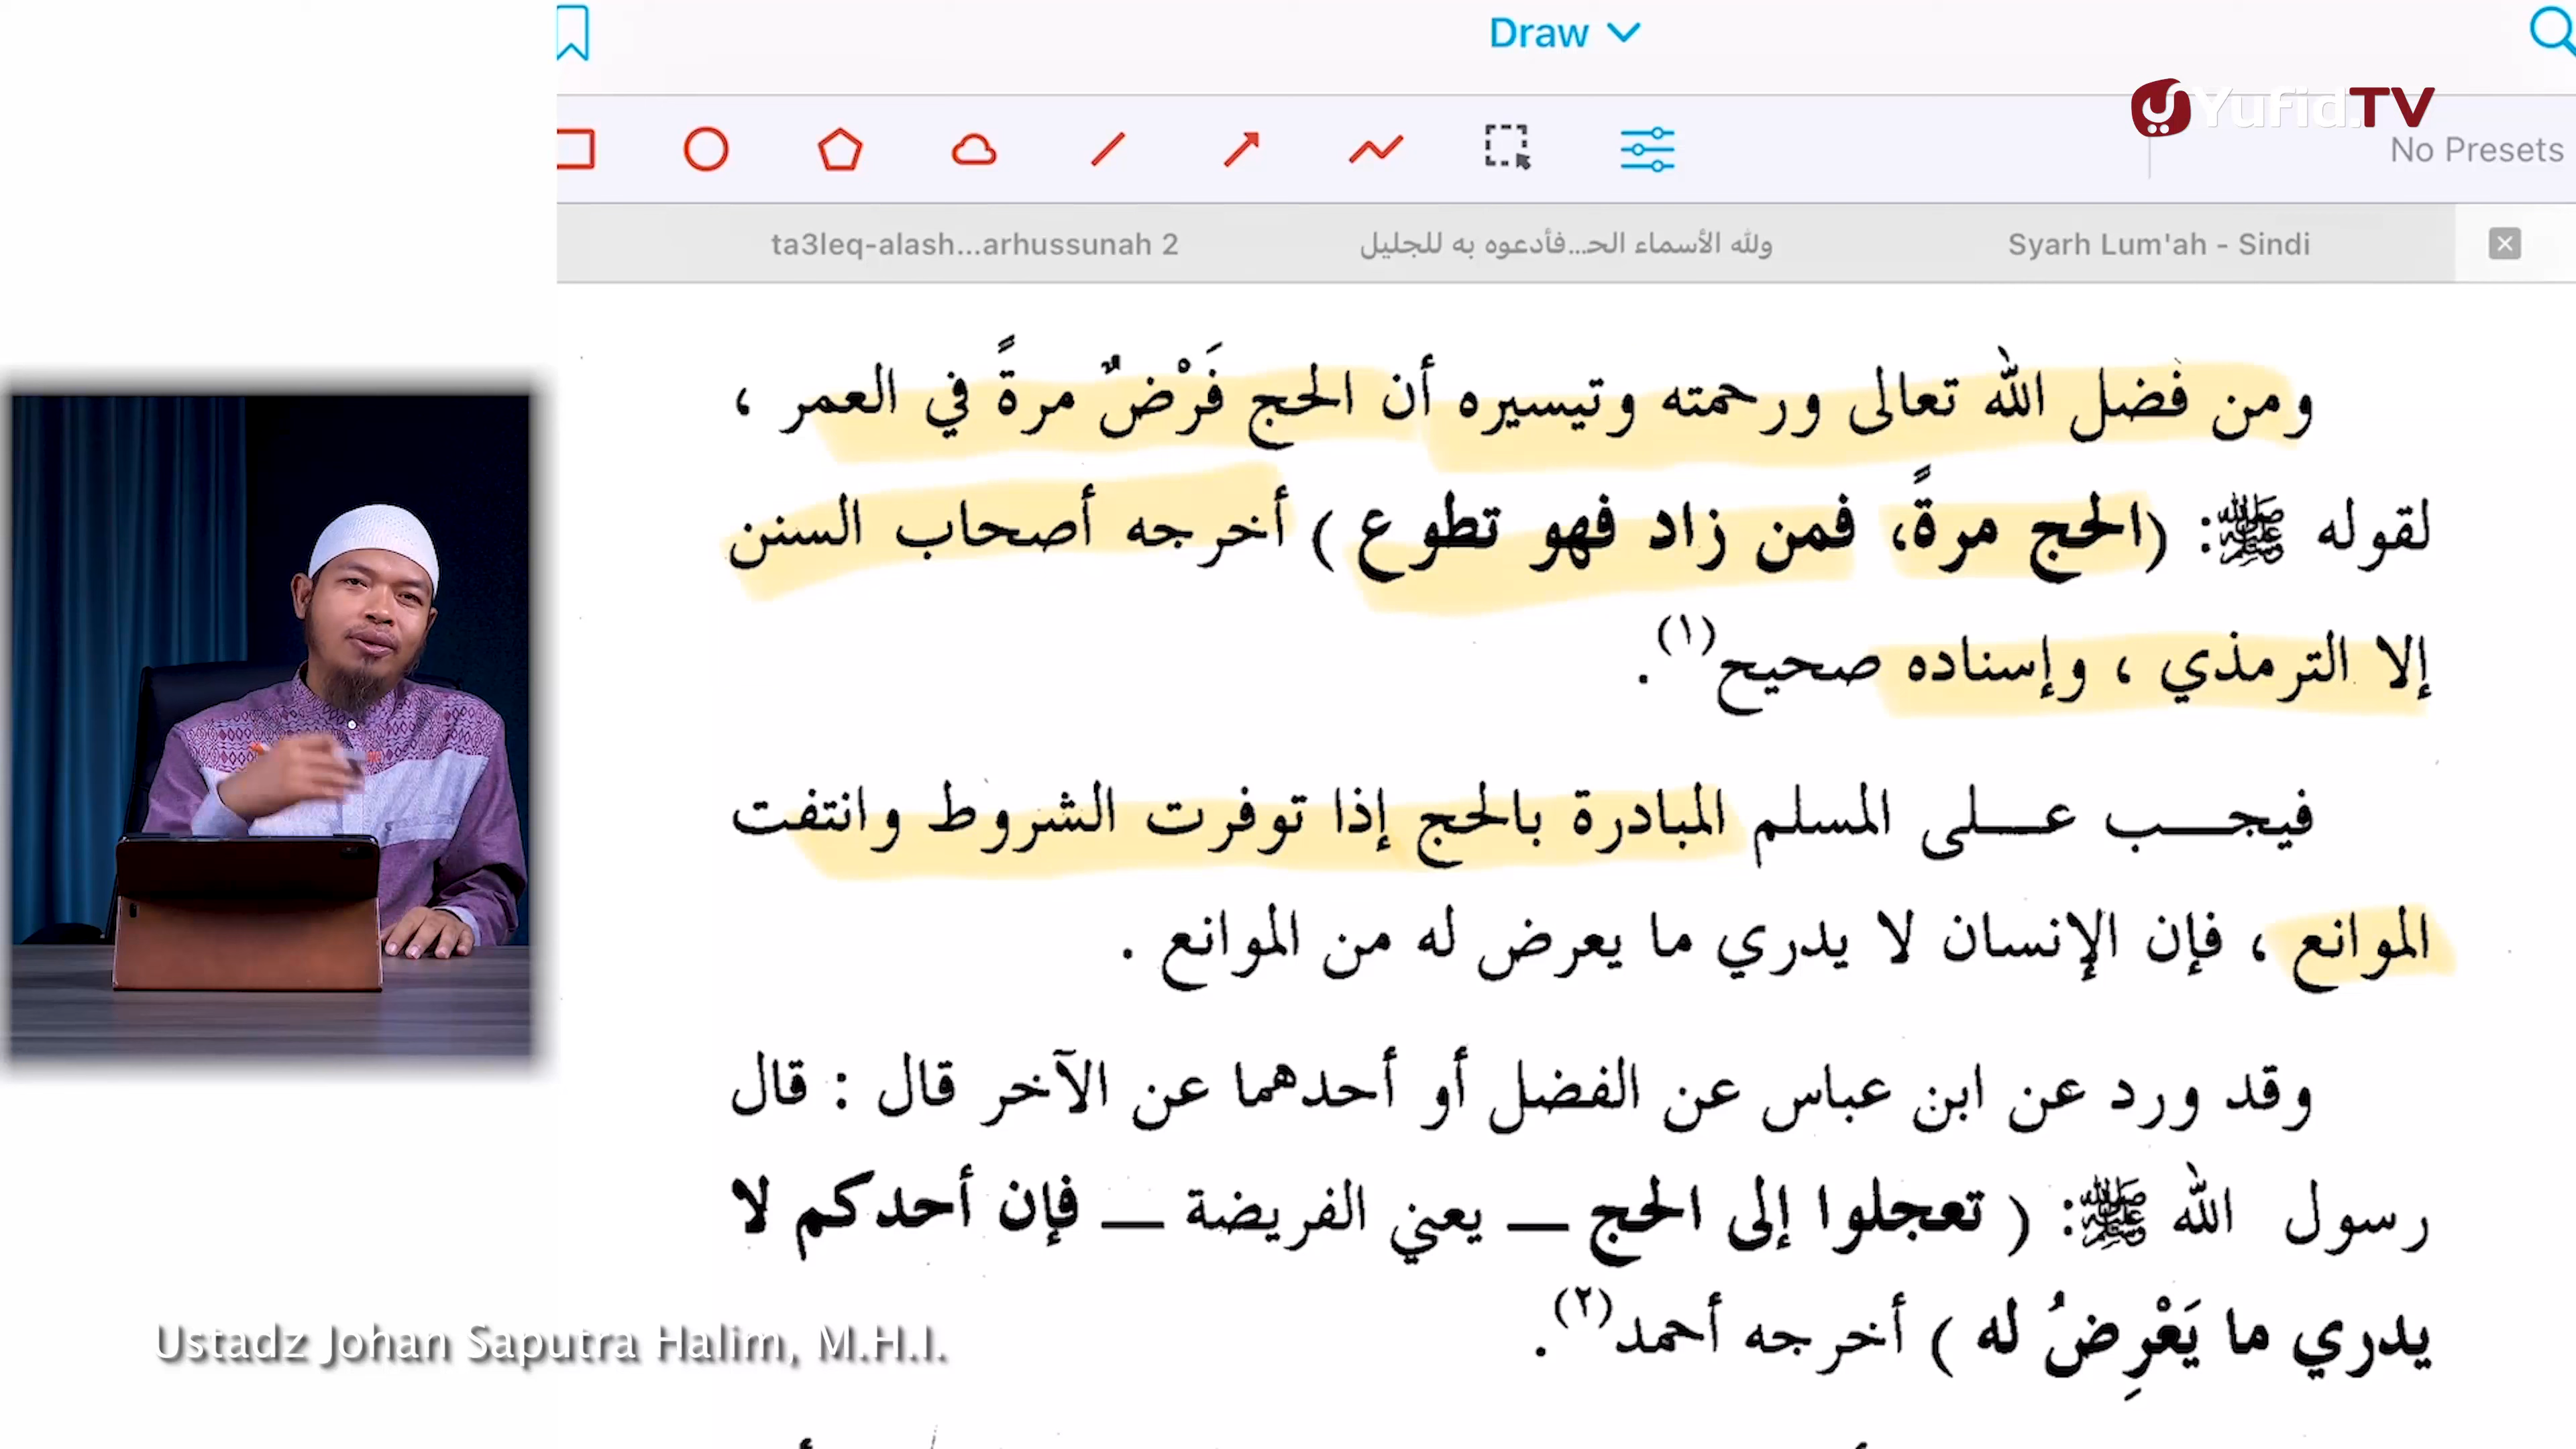 Draw
Yufid.TV
No Presets
ta3leq-alash...arhussunah 2
ولله الأسماء الحـ...فأدعوه به للجليل
Syarh Lum'ah - Sindi
ومن فضل الله تعالى ورحمته وتيسيره أن الحج فَرْضٌ مرةً في العمر ،
لقوله ﷺ: (الحج مرةً، فمن زاد فهو تطوع ) أخرجه أصحاب السنن
إلا الترمذي ، وإسناده صحيح(١).
فيجـــب عـــلى المسلم المبادرة بالحج إذا توفرت الشروط وانتفت
الموانع ، فإن الإنسان لا يدري ما يعرض له من الموانع .
وقد ورد عن ابن عباس عن الفضل أو أحدهما عن الآخر قال : قال
رسول الله ﷺ: ( تعجلوا إلى الحج — يعني الفريضة — فإن أحدكم لا
يدري ما يَعْرِضُ له ) أخرجه أحمد(٢).
Ustadz Johan Saputra Halim, M.H.I.